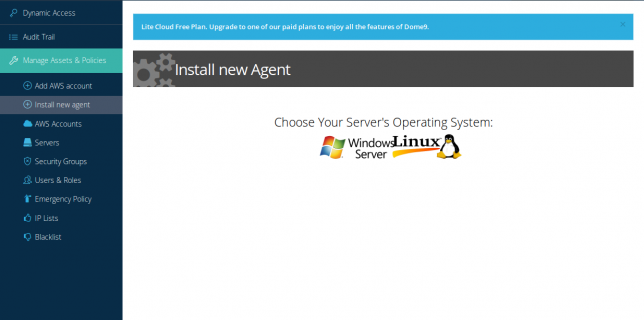 Dynamic Access
Audit Trail
Manage Assets & Policies
Add AWS account
Install new agent
AWS Accounts
Servers
Security Groups
Users & Roles
Emergency Policy
IP Lists
Blacklist
Lite Cloud Free Plan. Upgrade to one of our paid plans to enjoy all the features of Dome9.
Install new Agent
Choose Your Server's Operating System:
Windows Server
Linux